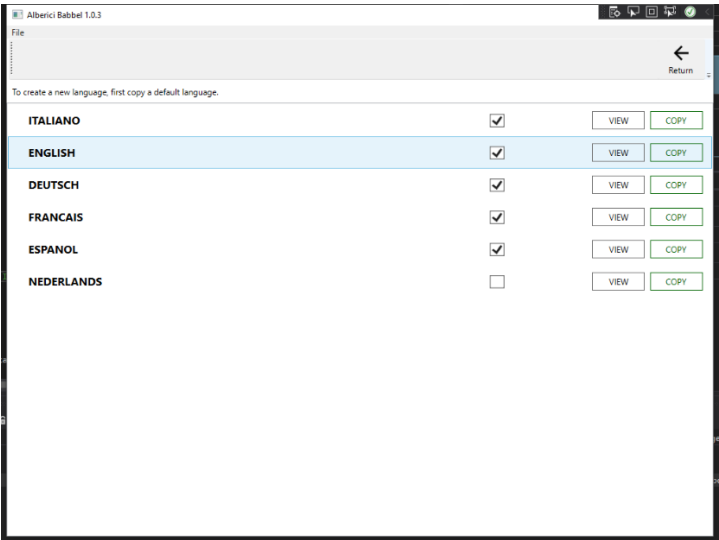 Alberici Babbel 1.0.3
File
Return
To create a new language, first copy a default language.
ITALIANO VIEW COPY
ENGLISH VIEW COPY
DEUTSCH VIEW COPY
FRANCAIS VIEW COPY
ESPANOL VIEW COPY
NEDERLANDS VIEW COPY